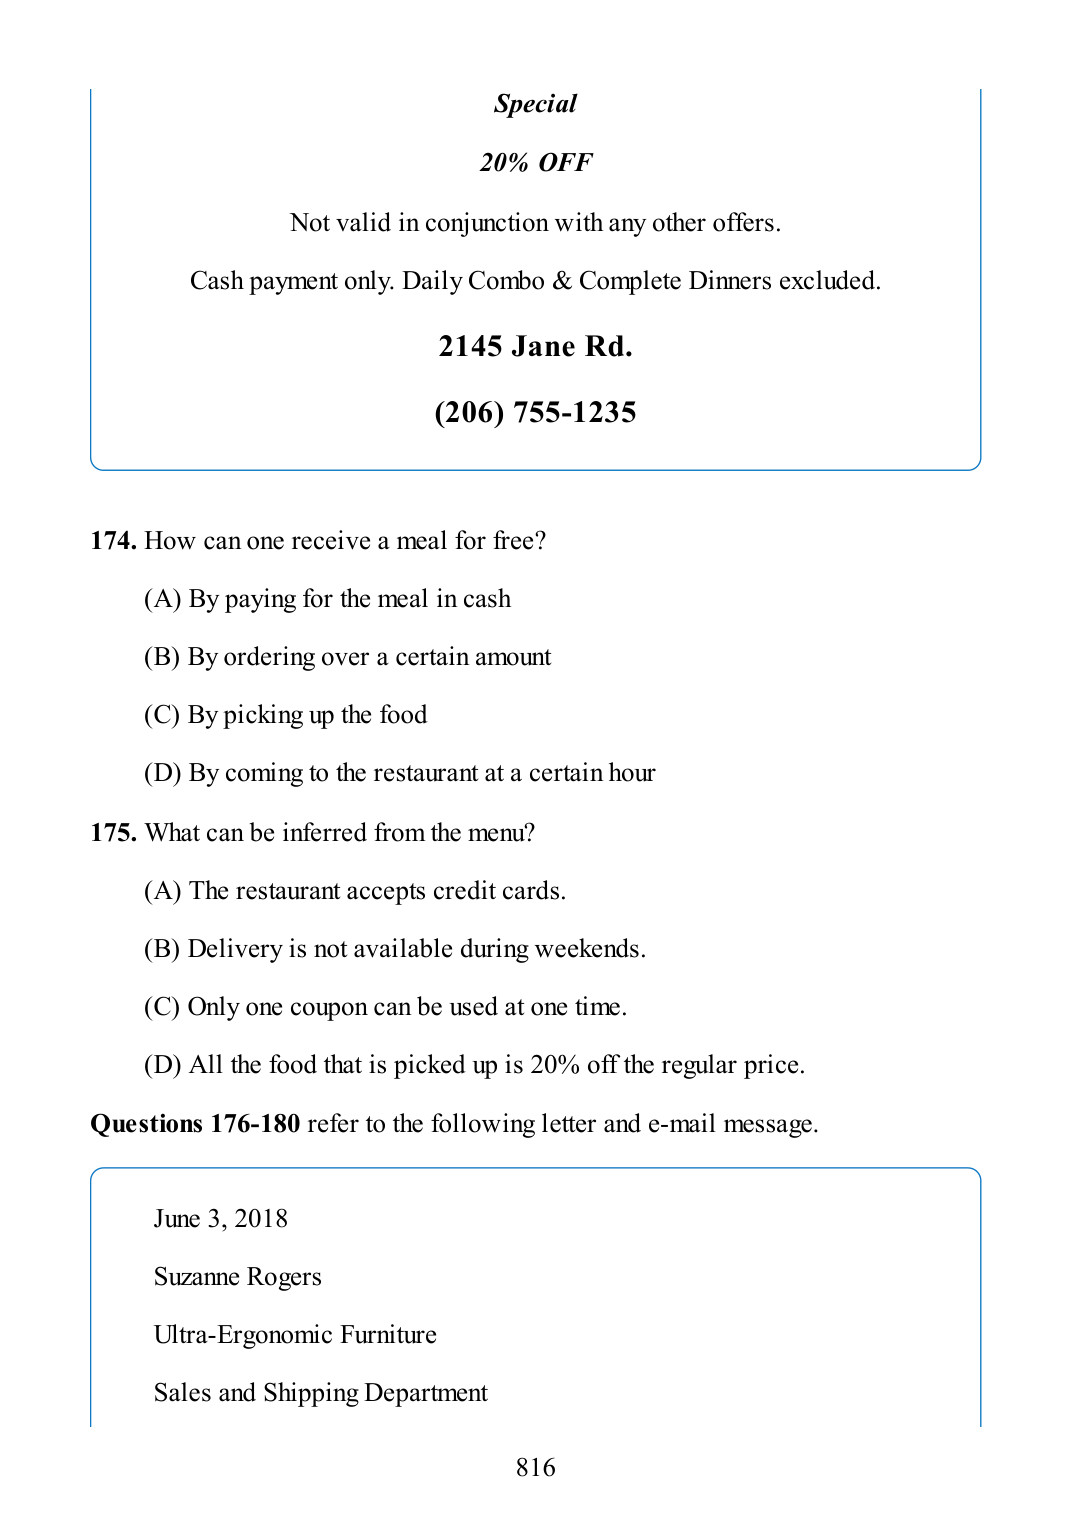 Special
20% OFF
Not valid in conjunction with any other offers.
Cash payment only. Daily Combo & Complete Dinners excluded.
2145 Jane Rd.
(206) 755-1235
174. How can one receive a meal for free?
(A) By paying for the meal in cash
(B) By ordering over a certain amount
(C) By picking up the food
(D) By coming to the restaurant at a certain hour
175. What can be inferred from the menu?
(A) The restaurant accepts credit cards.
(B) Delivery is not available during weekends.
(C) Only one coupon can be used at one time.
(D) All the food that is picked up is 20% off the regular price.
Questions 176-180 refer to the following letter and e-mail message.
June 3, 2018
Suzanne Rogers
Ultra-Ergonomic Furniture
Sales and Shipping Department
816